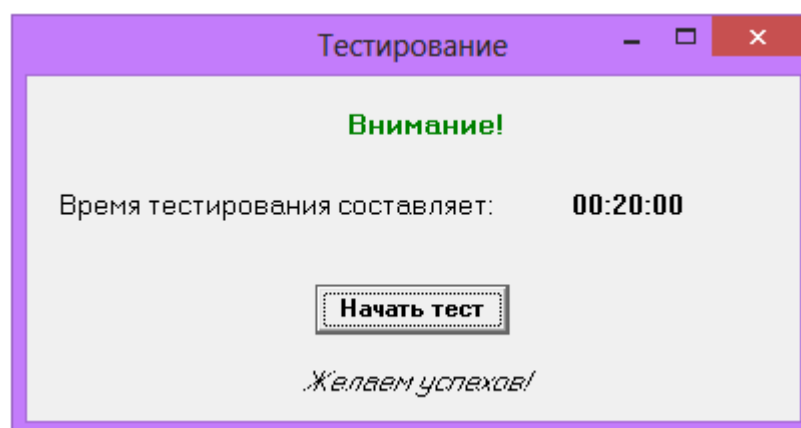 Тестирование
Внимание!
Время тестирования составляет: 00:20:00
Начать тест
Желаем успехов!